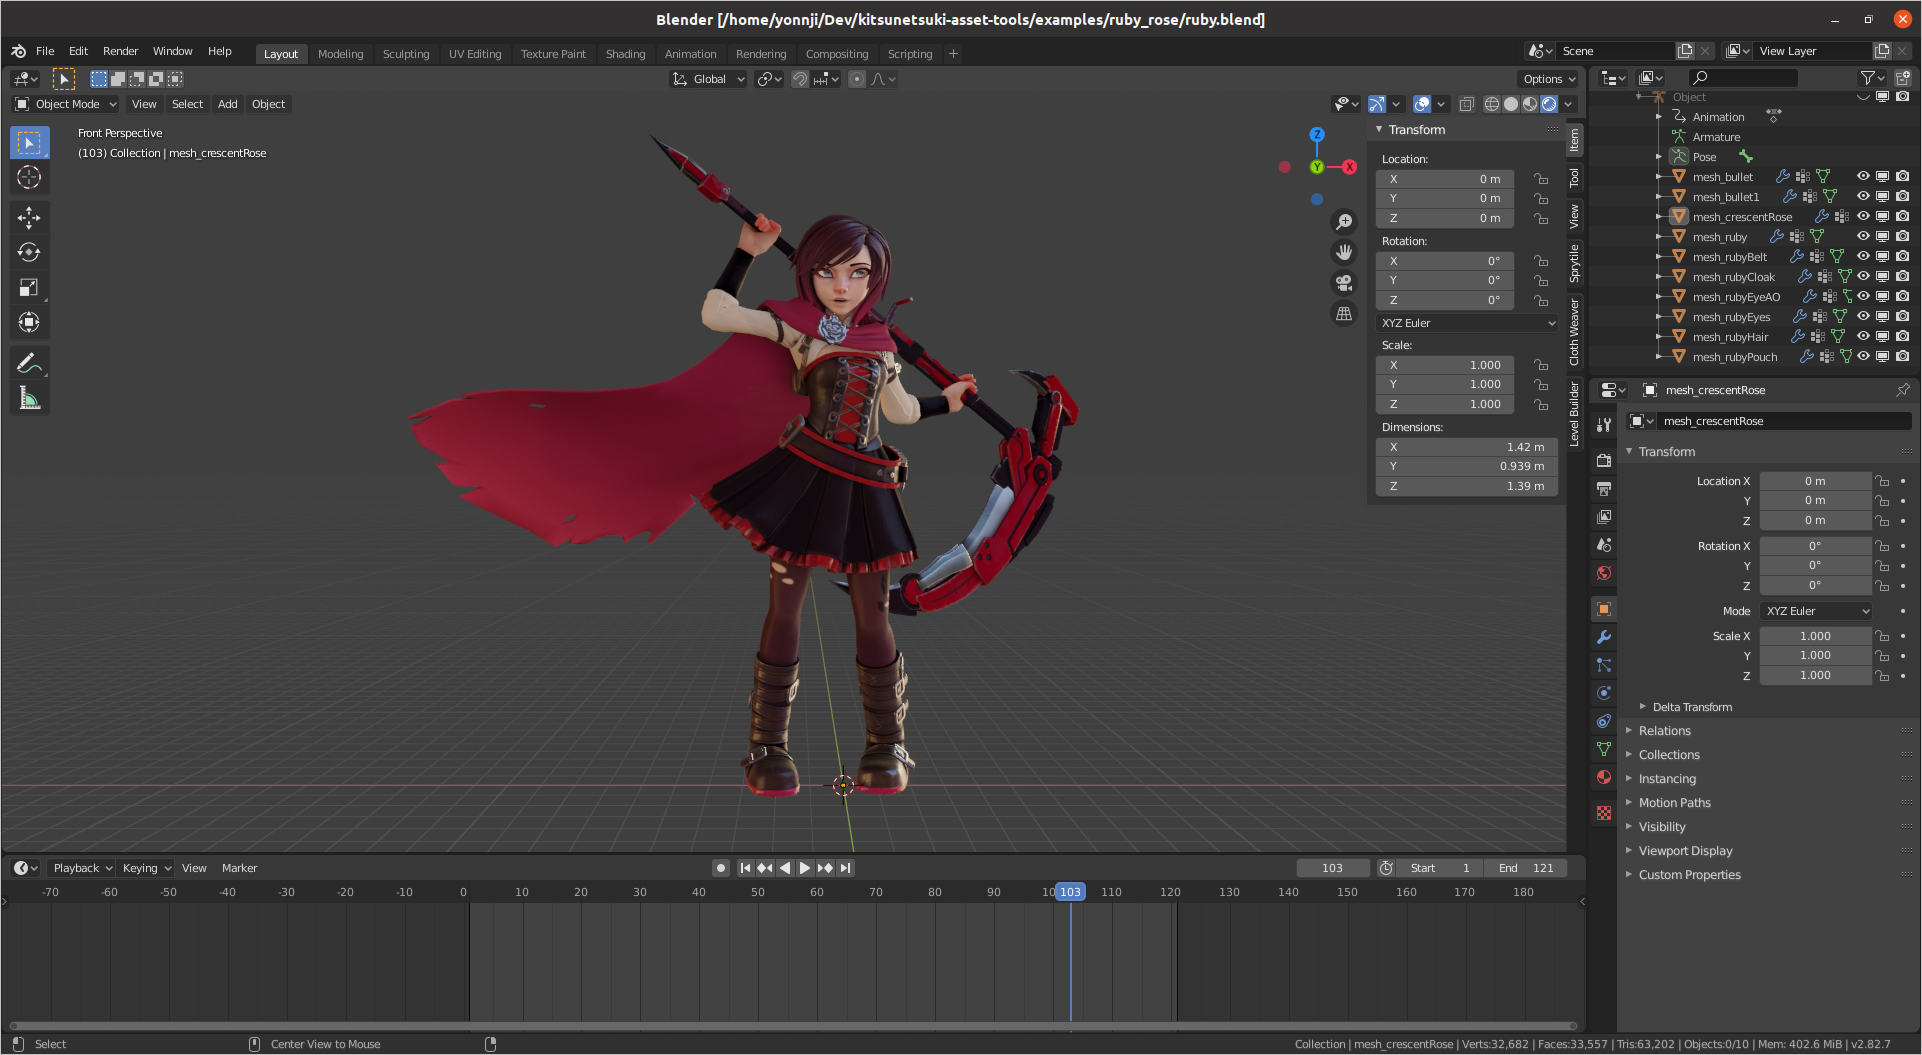 Blender [/home/yonnji/Dev/kitsunetsuki-asset-tools/examples/ruby_rose/ruby.blend]
File Edit Render Window Help
Layout Modeling Sculpting UV Editing Texture Paint Shading Animation Rendering Compositing Scripting +
Scene
View Layer
Global
Options
Object Mode View Select Add Object
Front Perspective
(103) Collection | mesh_crescentRose
Z
Y
X
Transform
Location:
X 0 m
Y 0 m
Z 0 m
Rotation:
X 0°
Y 0°
Z 0°
XYZ Euler
Scale:
X 1.000
Y 1.000
Z 1.000
Dimensions:
X 1.42 m
Y 0.939 m
Z 1.39 m
Item
Tool
View
Sprytile
Cloth Weaver
Level Builder
Object
Animation
Armature
Pose
mesh_bullet
mesh_bullet1
mesh_crescentRose
mesh_ruby
mesh_rubyBelt
mesh_rubyCloak
mesh_rubyEyeAO
mesh_rubyEyes
mesh_rubyHair
mesh_rubyPouch
mesh_crescentRose
mesh_crescentRose
Transform
Location X 0 m
Y 0 m
Z 0 m
Rotation X 0°
Y 0°
Z 0°
Mode XYZ Euler
Scale X 1.000
Y 1.000
Z 1.000
Delta Transform
Relations
Collections
Instancing
Motion Paths
Visibility
Viewport Display
Custom Properties
Playback Keying View Marker
103 Start 1 End 121
-70 -60 -50 -40 -30 -20 -10 0 10 20 30 40 50 60 70 80 90 10 103 110 120 130 140 150 160 170 180
Select
Center View to Mouse
Collection | mesh_crescentRose | Verts:32,682 | Faces:33,557 | Tris:63,202 | Objects:0/10 | Mem: 402.6 MiB | v2.82.7